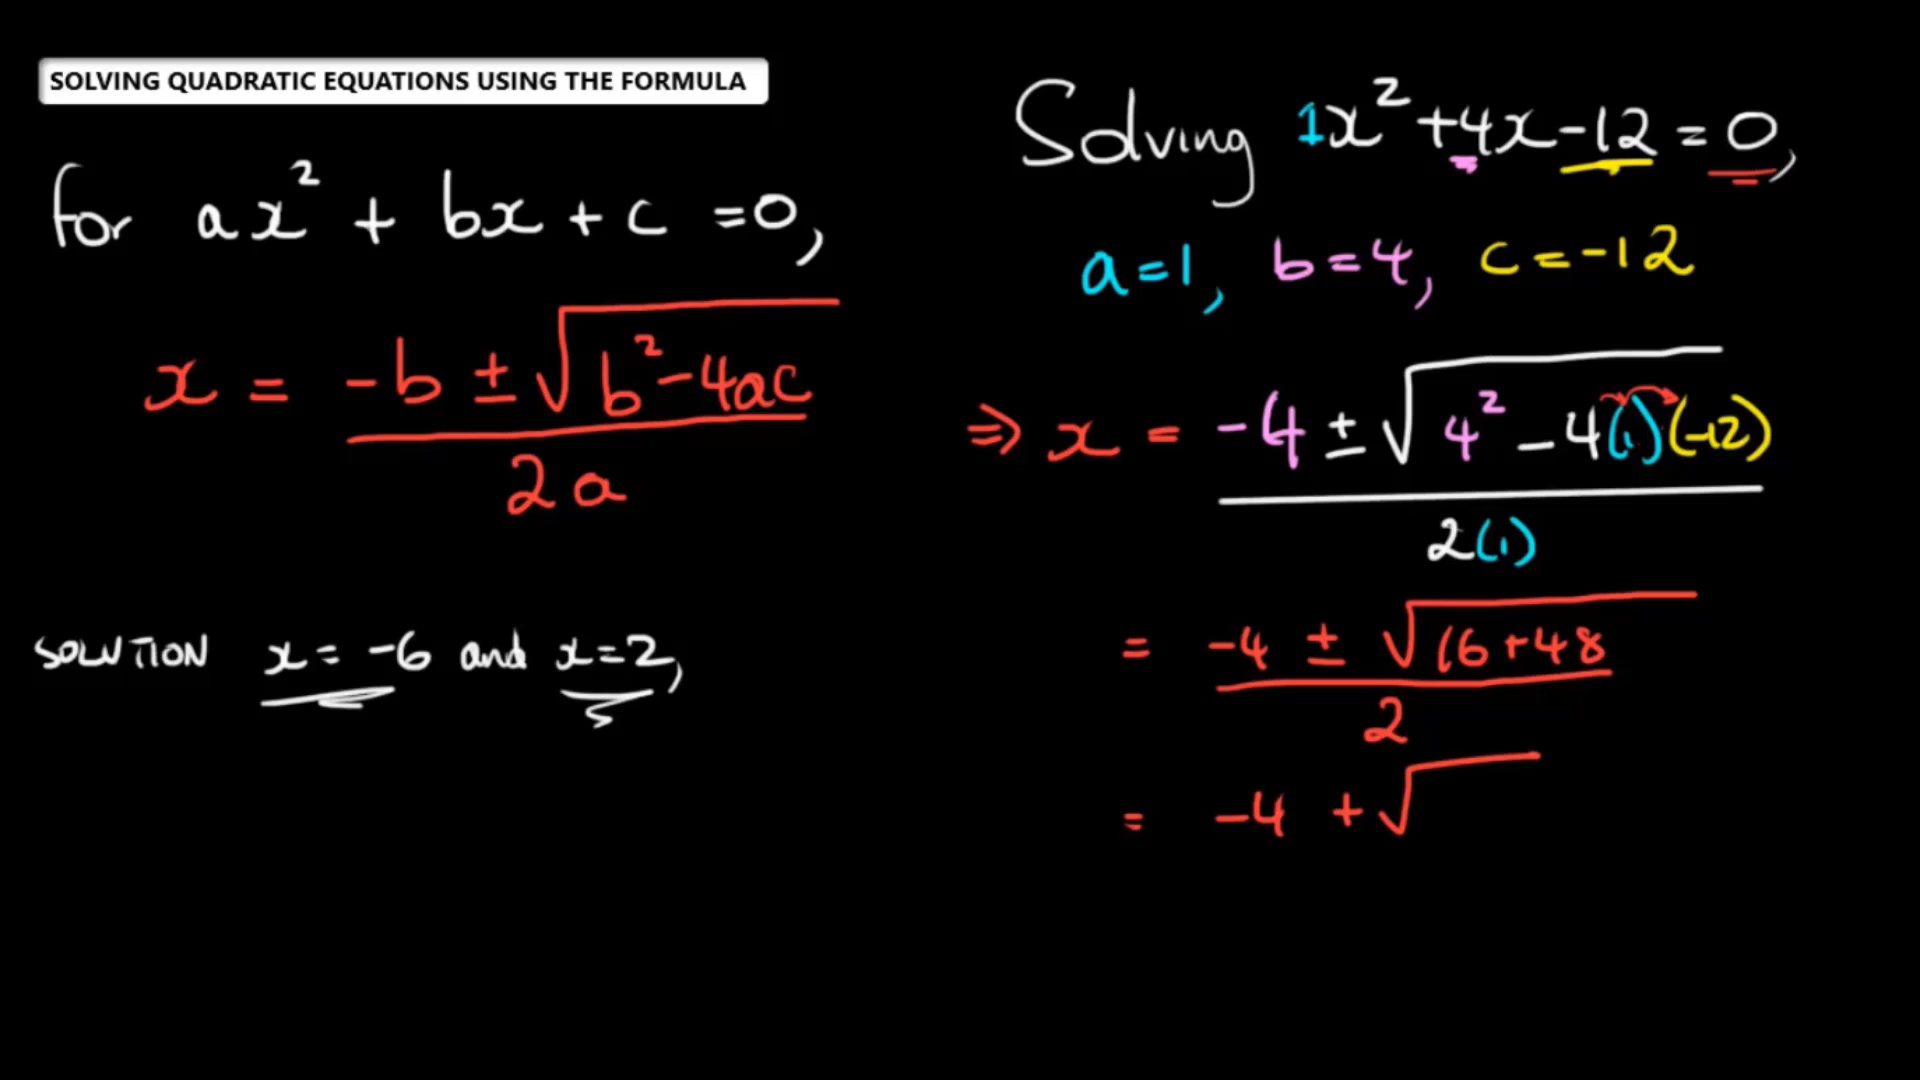 SOLVING QUADRATIC EQUATIONS USING THE FORMULA
for ax² + bx + c = 0,
x = -b ± √b²-4ac
2a
SOLUTION x = -6 and x = 2,
Solving 1x² + 4x - 12 = 0,
a = 1, b = 4, c = -12
⇒ x = -4 ± √4² - 4(1)(-12)
2(1)
= -4 ± √16+48
2
= -4 + √